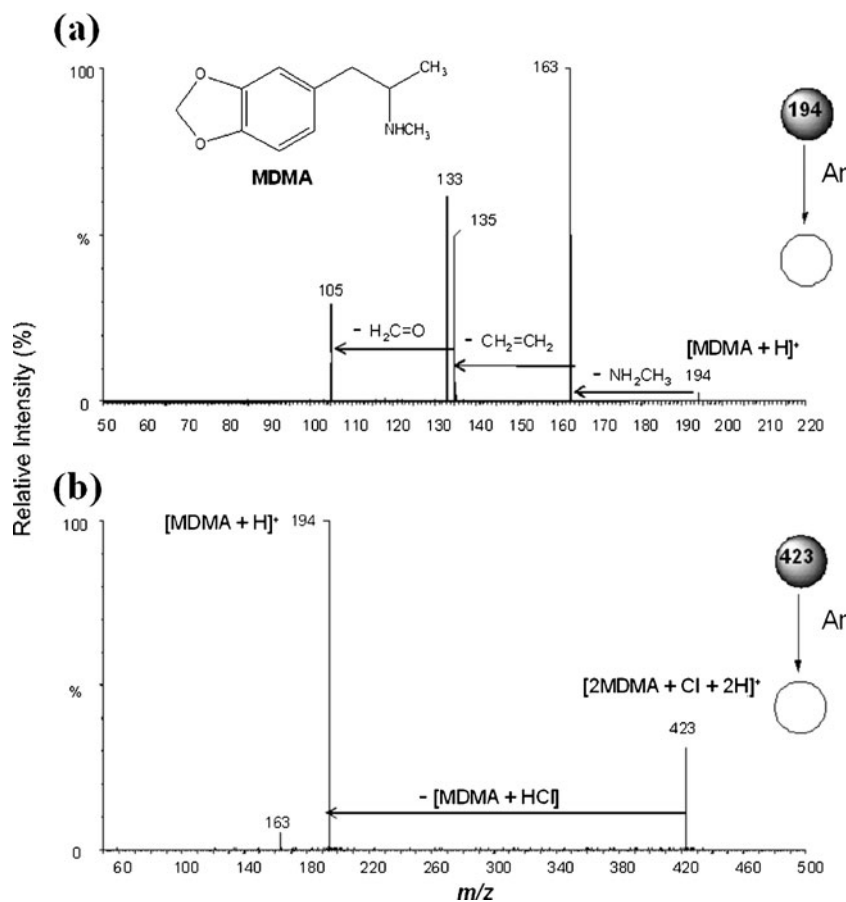 (a)
100
%
0
O
O
CH₃
NHCH₃
MDMA
163
133
135
105
- H₂C=O
- CH₂=CH₂
- NH₂CH₃
[MDMA + H]⁺
194
194
Ar
50 60 70 80 90 100 110 120 130 140 150 160 170 180 190 200 210 220
Relative Intensity (%)
(b)
100
%
0
[MDMA + H]⁺ 194
163
[2MDMA + Cl + 2H]⁺
423
- [MDMA + HCl]
423
Ar
60 100 140 180 220 260 300 340 380 420 460 500
m/z